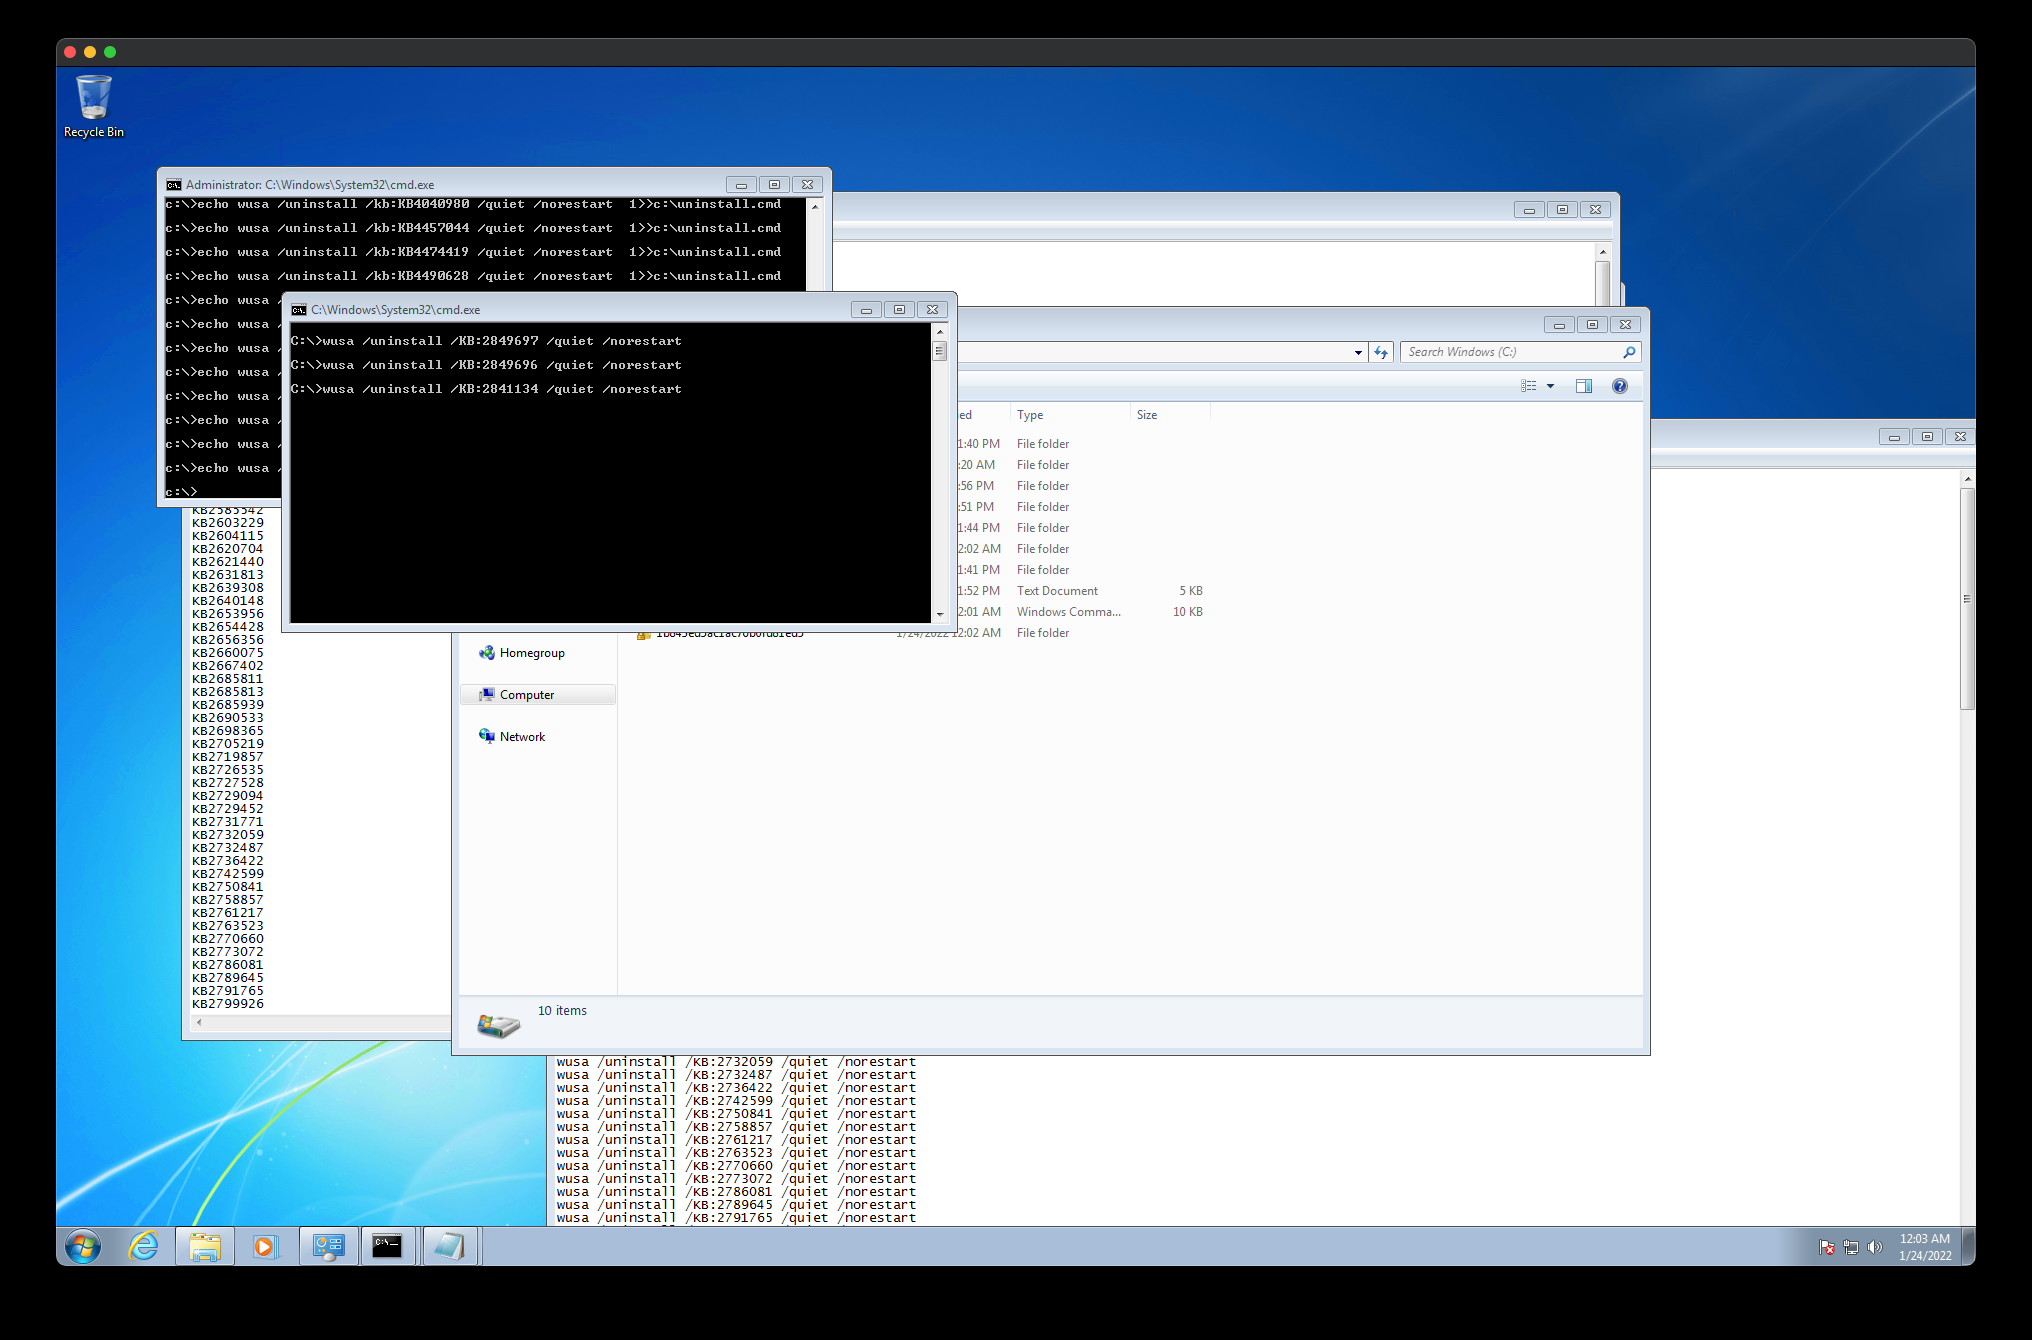 Recycle Bin
Administrator: C:\Windows\System32\cmd.exe
c:\>echo wusa /uninstall /kb:KB4040980 /quiet /norestart  1>>c:\uninstall.cmd
c:\>echo wusa /uninstall /kb:KB4457044 /quiet /norestart  1>>c:\uninstall.cmd
c:\>echo wusa /uninstall /kb:KB4474419 /quiet /norestart  1>>c:\uninstall.cmd
c:\>echo wusa /uninstall /kb:KB4490628 /quiet /norestart  1>>c:\uninstall.cmd
c:\>echo wusa /
c:\>echo wusa /
c:\>echo wusa /
c:\>echo wusa /
c:\>echo wusa /
c:\>echo wusa /
c:\>echo wusa /
c:\>echo wusa /
c:\>
C:\Windows\System32\cmd.exe
C:\>wusa /uninstall /KB:2849697 /quiet /norestart
C:\>wusa /uninstall /KB:2849696 /quiet /norestart
C:\>wusa /uninstall /KB:2841134 /quiet /norestart
Search Windows (C:)
ed Type Size
1:40 PM File folder
:20 AM File folder
:56 PM File folder
:51 PM File folder
1:44 PM File folder
2:02 AM File folder
1:41 PM File folder
1:52 PM Text Document 5 KB
2:01 AM Windows Comma... 10 KB
1/24/2022 12:02 AM File folder
Homegroup
Computer
Network
10 items
KB2585542
KB2603229
KB2604115
KB2620704
KB2621440
KB2631813
KB2639308
KB2640148
KB2653956
KB2654428
KB2656356
KB2660075
KB2667402
KB2685811
KB2685813
KB2685939
KB2690533
KB2698365
KB2705219
KB2719857
KB2726535
KB2727528
KB2729094
KB2729452
KB2731771
KB2732059
KB2732487
KB2736422
KB2742599
KB2750841
KB2758857
KB2761217
KB2763523
KB2770660
KB2773072
KB2786081
KB2789645
KB2791765
KB2799926
wusa /uninstall /KB:2732059 /quiet /norestart
wusa /uninstall /KB:2732487 /quiet /norestart
wusa /uninstall /KB:2736422 /quiet /norestart
wusa /uninstall /KB:2742599 /quiet /norestart
wusa /uninstall /KB:2750841 /quiet /norestart
wusa /uninstall /KB:2758857 /quiet /norestart
wusa /uninstall /KB:2761217 /quiet /norestart
wusa /uninstall /KB:2763523 /quiet /norestart
wusa /uninstall /KB:2770660 /quiet /norestart
wusa /uninstall /KB:2773072 /quiet /norestart
wusa /uninstall /KB:2786081 /quiet /norestart
wusa /uninstall /KB:2789645 /quiet /norestart
wusa /uninstall /KB:2791765 /quiet /norestart
12:03 AM
1/24/2022